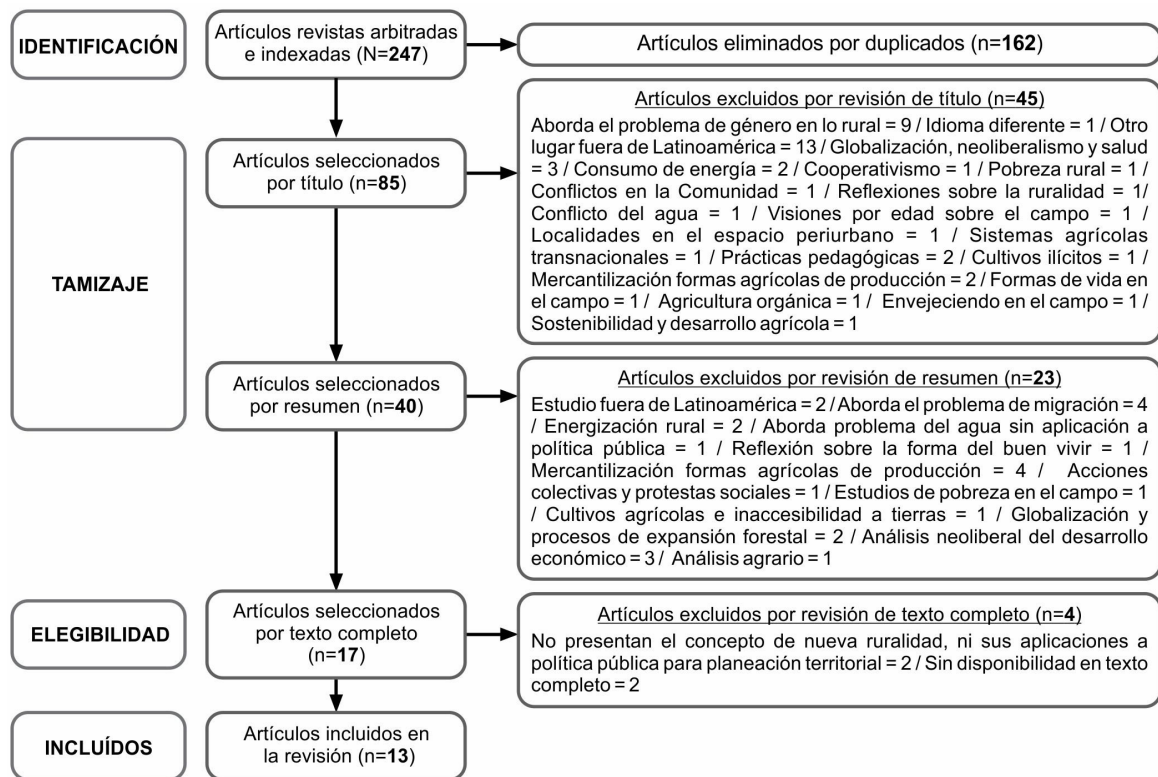 IDENTIFICACIÓN
Artículos revistas arbitradas
e indexadas (N=247)
Artículos eliminados por duplicados (n=162)
TAMIZAJE
Artículos seleccionados
por título (n=85)
Artículos excluidos por revisión de título (n=45)
Aborda el problema de género en lo rural = 9 / Idioma diferente = 1 / Otro
lugar fuera de Latinoamérica = 13 / Globalización, neoliberalismo y salud
= 3 / Consumo de energía = 2 / Cooperativismo = 1 / Pobreza rural = 1 /
Conflictos en la Comunidad = 1 / Reflexiones sobre la ruralidad = 1/
Conflicto del agua = 1 / Visiones por edad sobre el campo = 1 /
Localidades en el espacio periurbano = 1 / Sistemas agrícolas
transnacionales = 1 / Prácticas pedagógicas = 2 / Cultivos ilícitos = 1 /
Mercantilización formas agrícolas de producción = 2 / Formas de vida en
el campo = 1 / Agricultura orgánica = 1 / Envejeciendo en el campo = 1 /
Sostenibilidad y desarrollo agrícola = 1
Artículos seleccionados
por resumen (n=40)
Artículos excluidos por revisión de resumen (n=23)
Estudio fuera de Latinoamérica = 2 / Aborda el problema de migración = 4
/ Energización rural = 2 / Aborda problema del agua sin aplicación a
política pública = 1 / Reflexión sobre la forma del buen vivir = 1 /
Mercantilización formas agrícolas de producción = 4 / Acciones
colectivas y protestas sociales = 1 / Estudios de pobreza en el campo = 1
/ Cultivos agrícolas e inaccesibilidad a tierras = 1 / Globalización y
procesos de expansión forestal = 2 / Análisis neoliberal del desarrollo
económico = 3 / Análisis agrario = 1
ELEGIBILIDAD
Artículos seleccionados
por texto completo
(n=17)
Artículos excluidos por revisión de texto completo (n=4)
No presentan el concepto de nueva ruralidad, ni sus aplicaciones a
política pública para planeación territorial = 2 / Sin disponibilidad en texto
completo = 2
INCLUÍDOS
Artículos incluidos en
la revisión (n=13)